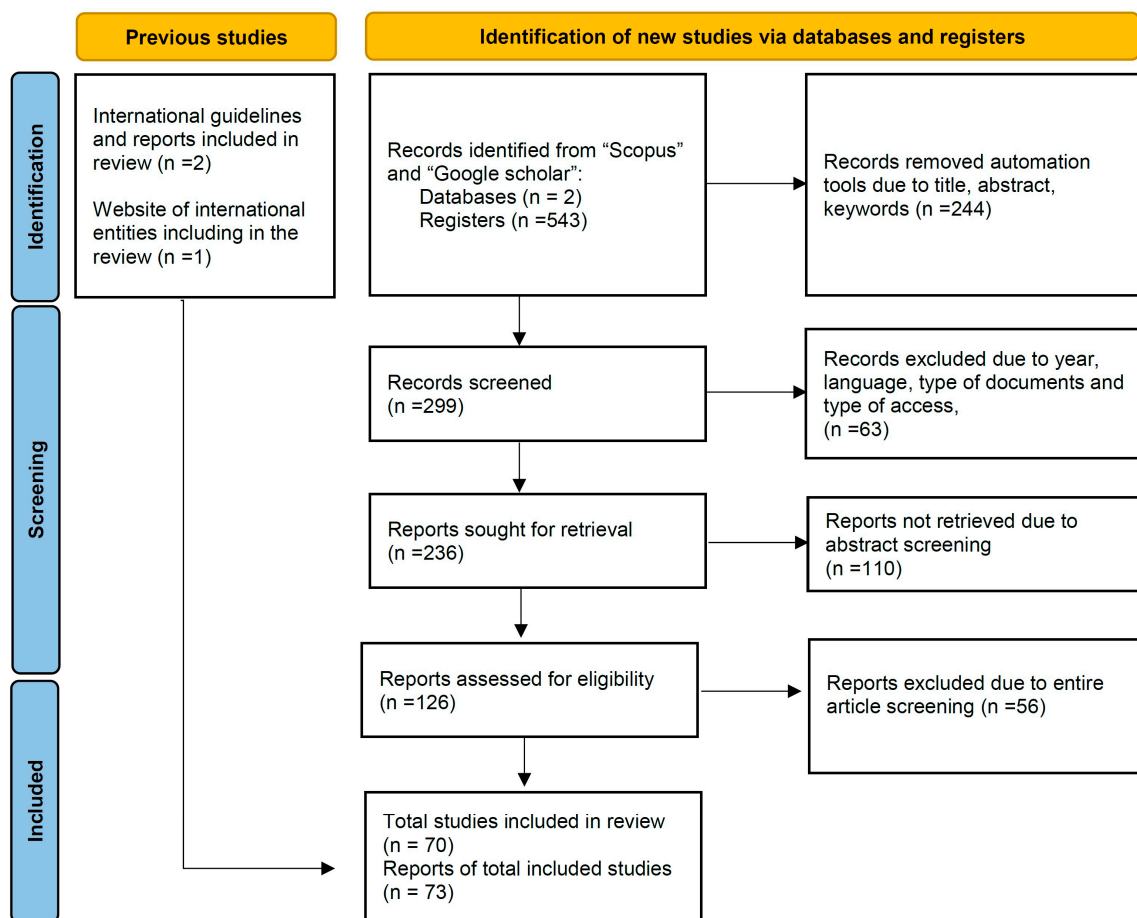 Previous studies
Identification of new studies via databases and registers
Identification
International guidelines
and reports included in
review (n =2)
Website of international
entities including in the
review (n =1)
Records identified from “Scopus”
and “Google scholar”:
Databases (n = 2)
Registers (n =543)
Records removed automation
tools due to title, abstract,
keywords (n =244)
Screening
Records screened
(n =299)
Records excluded due to year,
language, type of documents and
type of access,
(n =63)
Reports sought for retrieval
(n =236)
Reports not retrieved due to
abstract screening
(n =110)
Reports assessed for eligibility
(n =126)
Reports excluded due to entire
article screening (n =56)
Included
Total studies included in review
(n = 70)
Reports of total included studies
(n = 73)